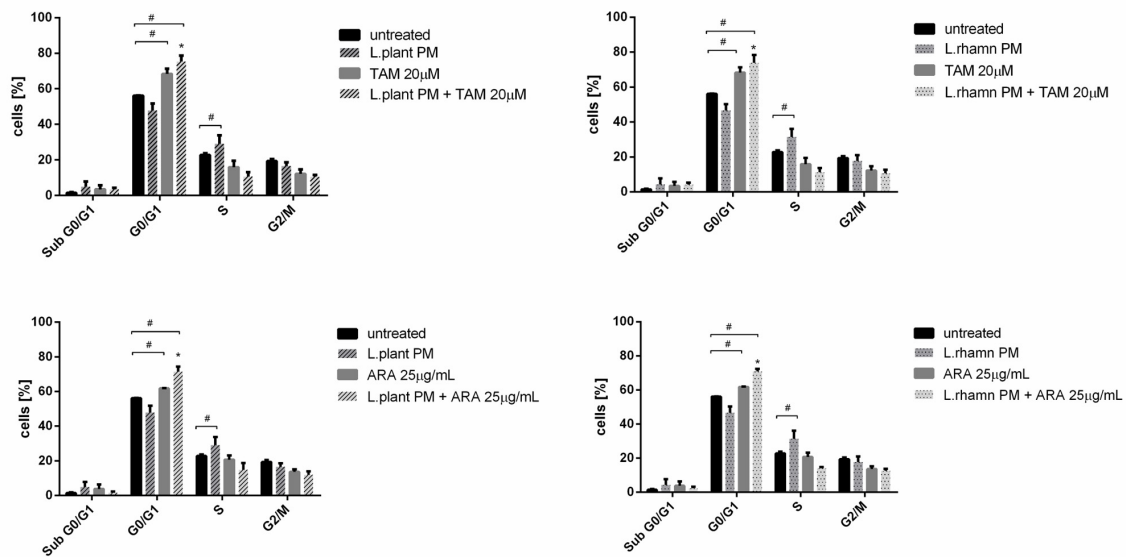 cells [%]
100
80
60
40
20
0
#
#
*
#
Sub G0/G1
G0/G1
S
G2/M
untreated
L.plant PM
TAM 20μM
L.plant PM + TAM 20μM
cells [%]
100
80
60
40
20
0
#
#
*
#
Sub G0/G1
G0/G1
S
G2/M
untreated
L.rhamn PM
TAM 20μM
L.rhamn PM + TAM 20μM
cells [%]
100
80
60
40
20
0
#
#
*
#
Sub G0/G1
G0/G1
S
G2/M
untreated
L.plant PM
ARA 25μg/mL
L.plant PM + ARA 25μg/mL
cells [%]
100
80
60
40
20
0
#
#
*
#
Sub G0/G1
G0/G1
S
G2/M
untreated
L.rhamn PM
ARA 25μg/mL
L.rhamn PM + ARA 25μg/mL